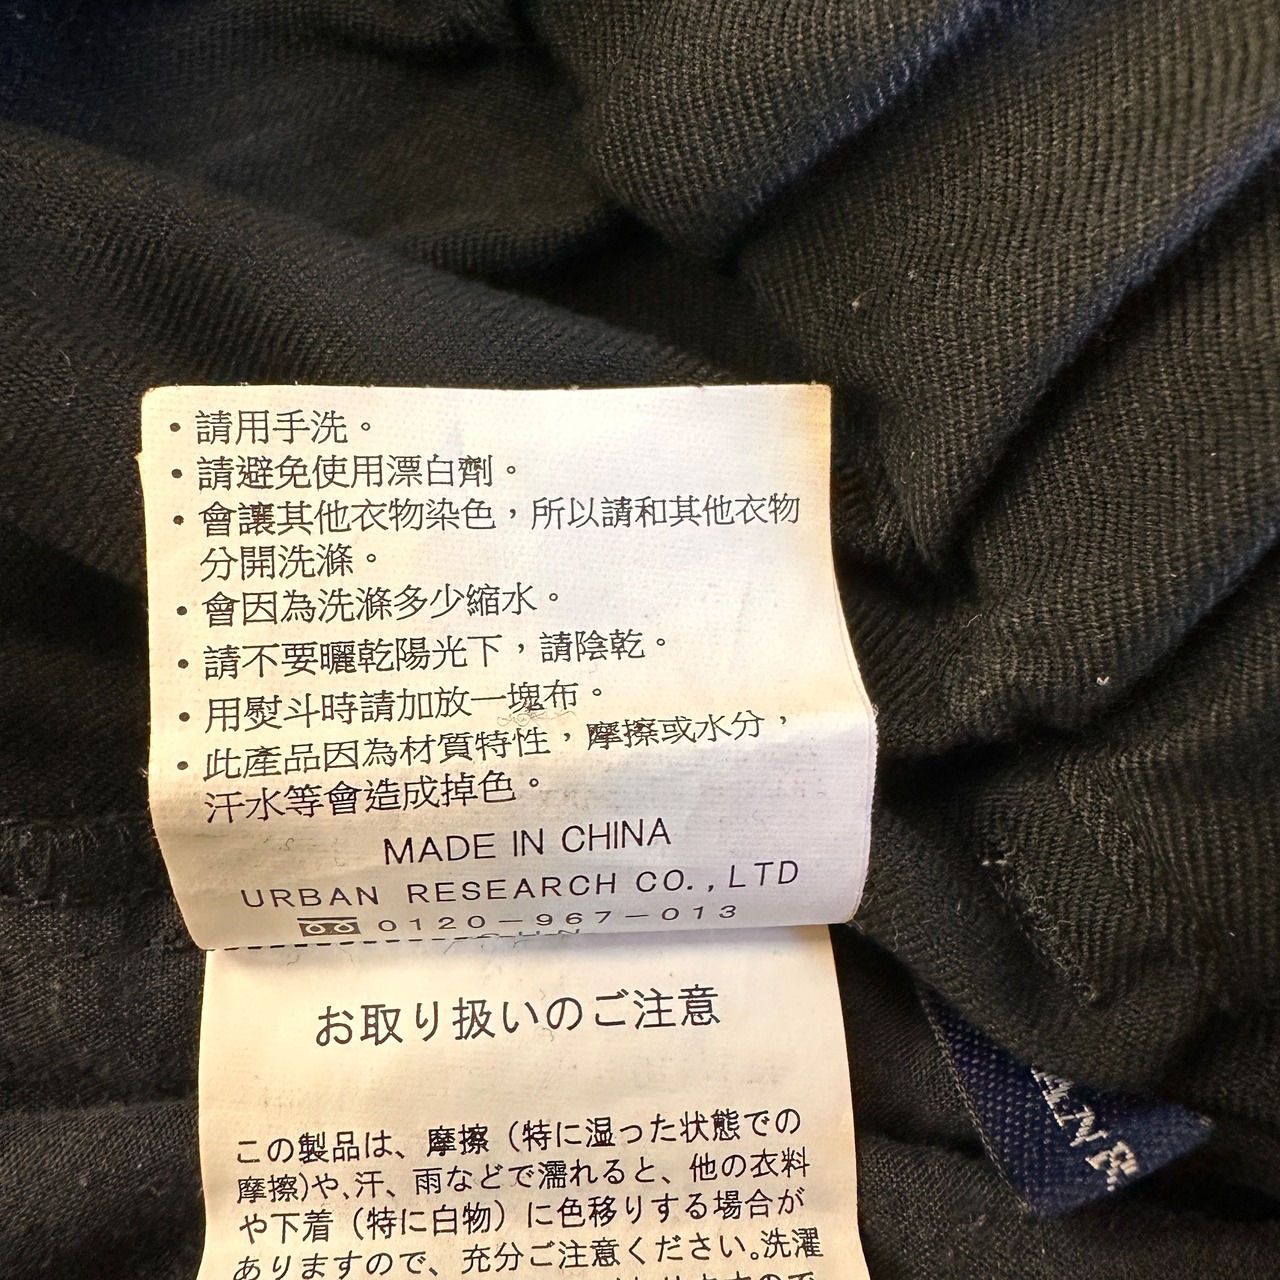 ・請用手洗。
・請避免使用漂白劑。
・會讓其他衣物染色，所以請和其他衣物
分開洗滌。
・會因為洗滌多少縮水。
・請不要曬乾陽光下，請陰乾。
・用熨斗時請加放一塊布。
・此產品因為材質特性，摩擦或水分，
汗水等會造成掉色。
MADE IN CHINA
URBAN RESEARCH CO.,LTD
0120-967-013
お取り扱いのご注意
この製品は、摩擦（特に湿った状態での
摩擦)や､汗、雨などで濡れると、他の衣料
や下着（特に白物）に色移りする場合が
ありますので、充分ご注意ください｡洗濯